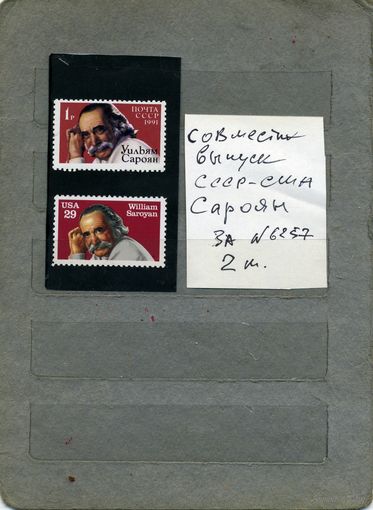 1р
ПОЧТА
СССР
1991
Уильям
Сароян
USA
29
William
Saroyan
совместн
выпуск
СССР-США
Сароян
ЗА №6257
2 м.